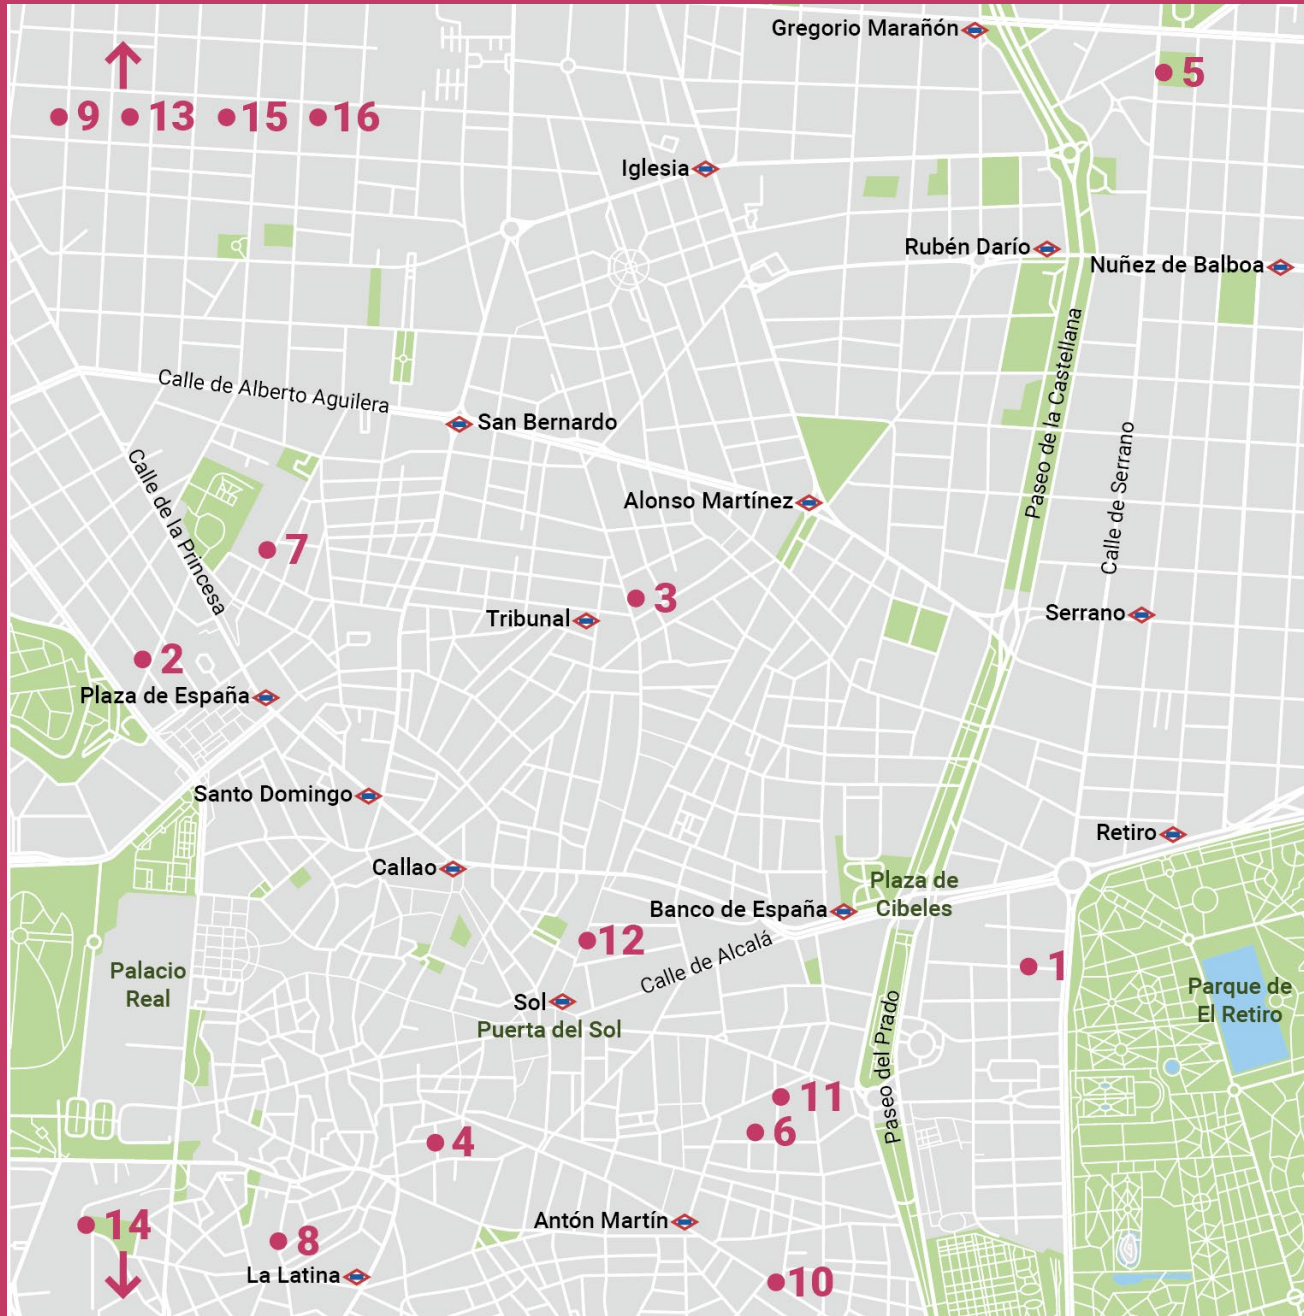 Gregorio Marañón
5
9
13
15
16
Iglesia
Rubén Darío
Nuñez de Balboa
Calle de Alberto Aguilera
San Bernardo
Paseo de la Castellana
Calle de Serrano
Calle de la Princesa
Alonso Martínez
7
3
Tribunal
Serrano
2
Plaza de España
Santo Domingo
Retiro
Callao
Plaza de
Cibeles
Banco de España
12
Calle de Alcalá
1
Palacio
Real
Parque de
El Retiro
Sol
Puerta del Sol
Paseo del Prado
11
6
4
14
8
Antón Martín
La Latina
10